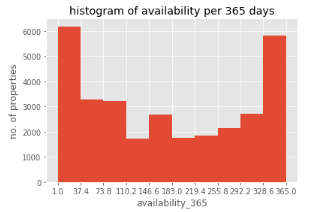 histogram of availability per 365 days
no. of properties
6000
5000
4000
3000
2000
1000
0
1.0 37.4 73.8 110.2 146.6 183.0 219.4 255.8 292.2 328.6 365.0
availability_365